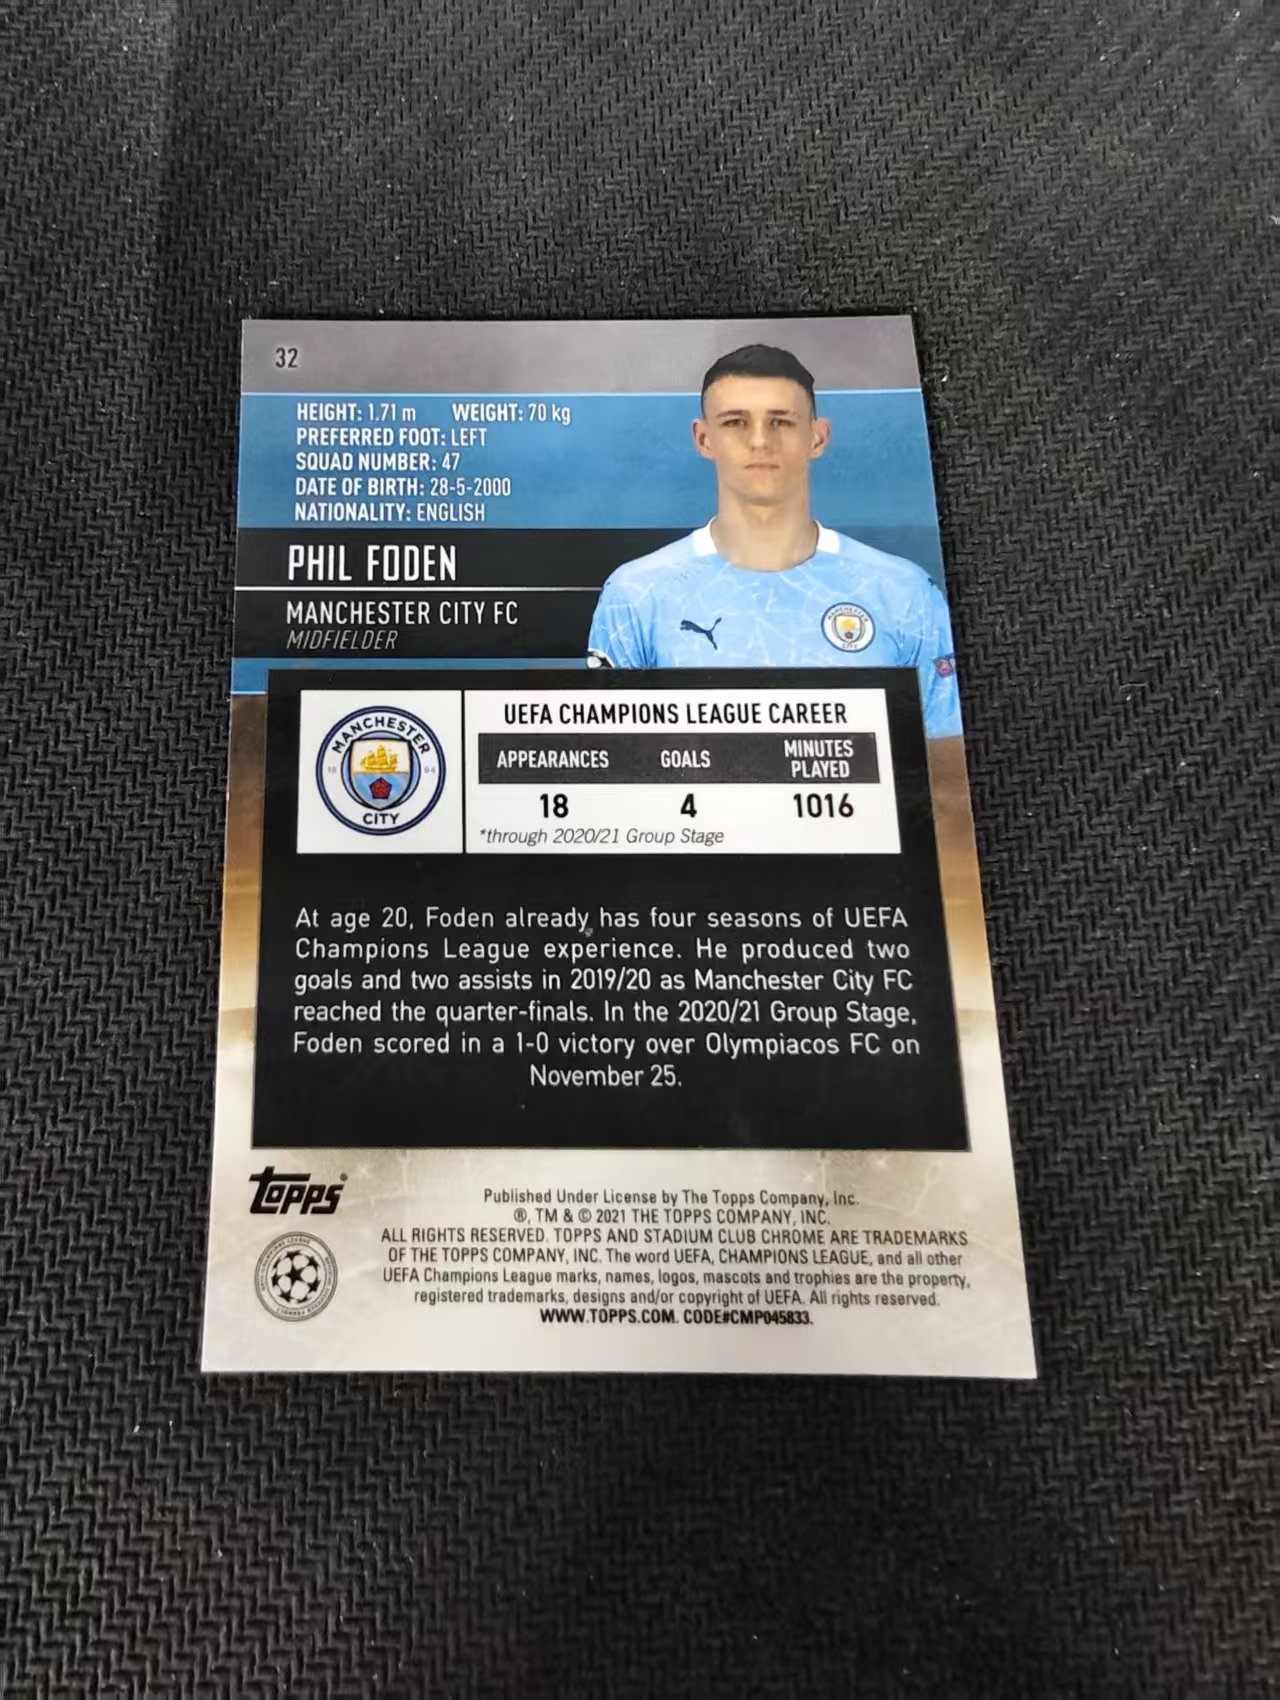 32
HEIGHT: 1.71 m WEIGHT: 70 kg
PREFERRED FOOT: LEFT
SQUAD NUMBER: 47
DATE OF BIRTH: 28-5-2000
NATIONALITY: ENGLISH
PHIL FODEN
MANCHESTER CITY FC
MIDFIELDER
MANCHESTER
18 94
CITY
UEFA CHAMPIONS LEAGUE CAREER
APPEARANCES GOALS MINUTES PLAYED
18 4 1016
*through 2020/21 Group Stage
At age 20, Foden already has four seasons of UEFA
Champions League experience. He produced two
goals and two assists in 2019/20 as Manchester City FC
reached the quarter-finals. In the 2020/21 Group Stage,
Foden scored in a 1-0 victory over Olympiacos FC on
November 25.
Topps®
Published Under License by The Topps Company, Inc.
®, TM & © 2021 THE TOPPS COMPANY, INC.
ALL RIGHTS RESERVED. TOPPS AND STADIUM CLUB CHROME ARE TRADEMARKS
OF THE TOPPS COMPANY, INC. The word UEFA, CHAMPIONS LEAGUE, and all other
UEFA Champions League marks, names, logos, mascots and trophies are the property,
registered trademarks, designs and/or copyright of UEFA. All rights reserved.
WWW.TOPPS.COM. CODE#CMP045833.